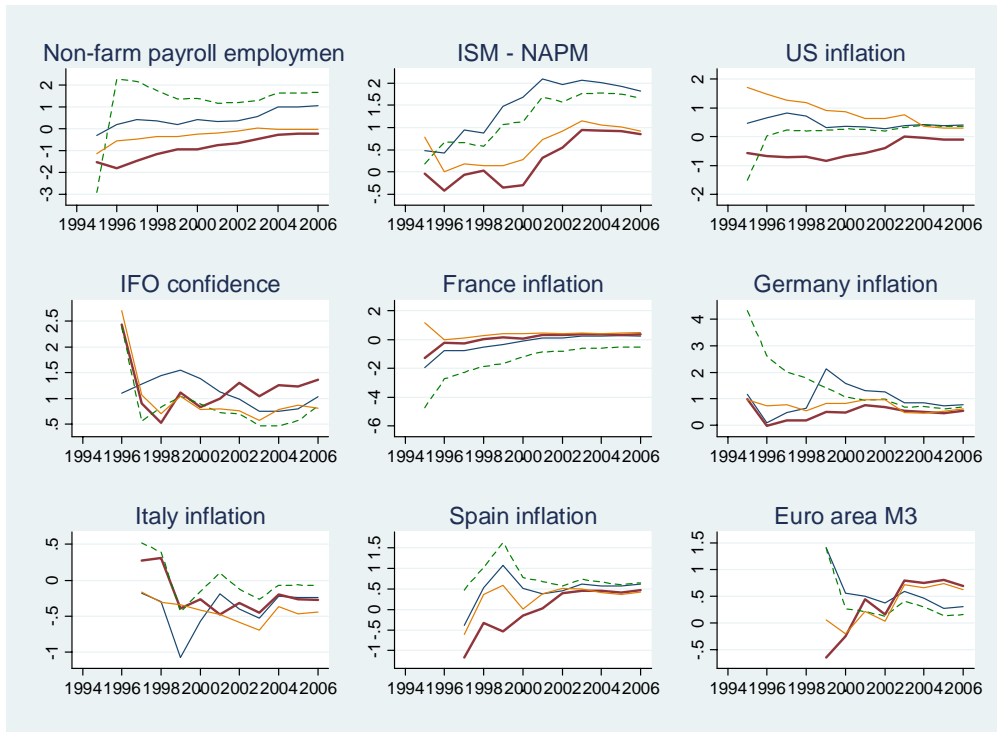 Non-farm payroll employmen
ISM - NAPM
US inflation
-3 -2 -1 0 1 2
-.5 0 .5 1 1.5 2
-2 -1 0 1 2
1994 1996 1998 2000 2002 2004 2006
1994 1996 1998 2000 2002 2004 2006
1994 1996 1998 2000 2002 2004 2006
IFO confidence
France inflation
Germany inflation
.5 1 1.5 2 2.5
-6 -4 -2 0 2
0 1 2 3 4
1994 1996 1998 2000 2002 2004 2006
1994 1996 1998 2000 2002 2004 2006
1994 1996 1998 2000 2002 2004 2006
Italy inflation
Spain inflation
Euro area M3
-1 -.5 0 .5
-1 -.5 0 .5 1 1.5
-.5 0 .5 1 1.5
1994 1996 1998 2000 2002 2004 2006
1994 1996 1998 2000 2002 2004 2006
1994 1996 1998 2000 2002 2004 2006